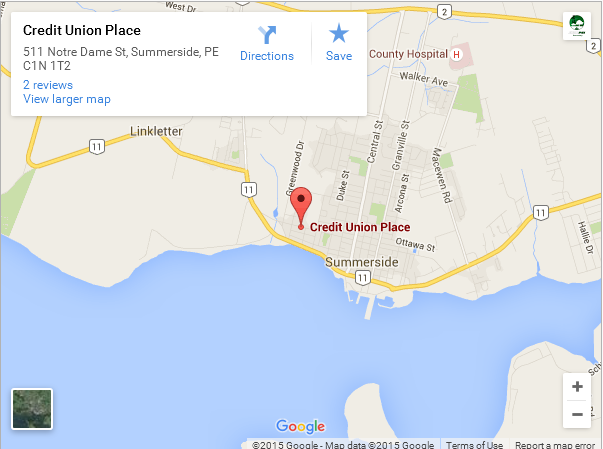 West Dr
2
Credit Union Place
511 Notre Dame St, Summerside, PE
C1N 1T2
2 reviews
View larger map
Directions
Save
County Hospital
H
Walker Ave
Linkletter
11
11
Greenwood Dr
Duke St
Central St
Granville St
Arcona St
Macewen Rd
2
11
Hallie Dr
Credit Union Place
Ottawa St
Summerside
11
+
−
Google
©2015 Google - Map data ©2015 Google
Terms of Use
Report a map error